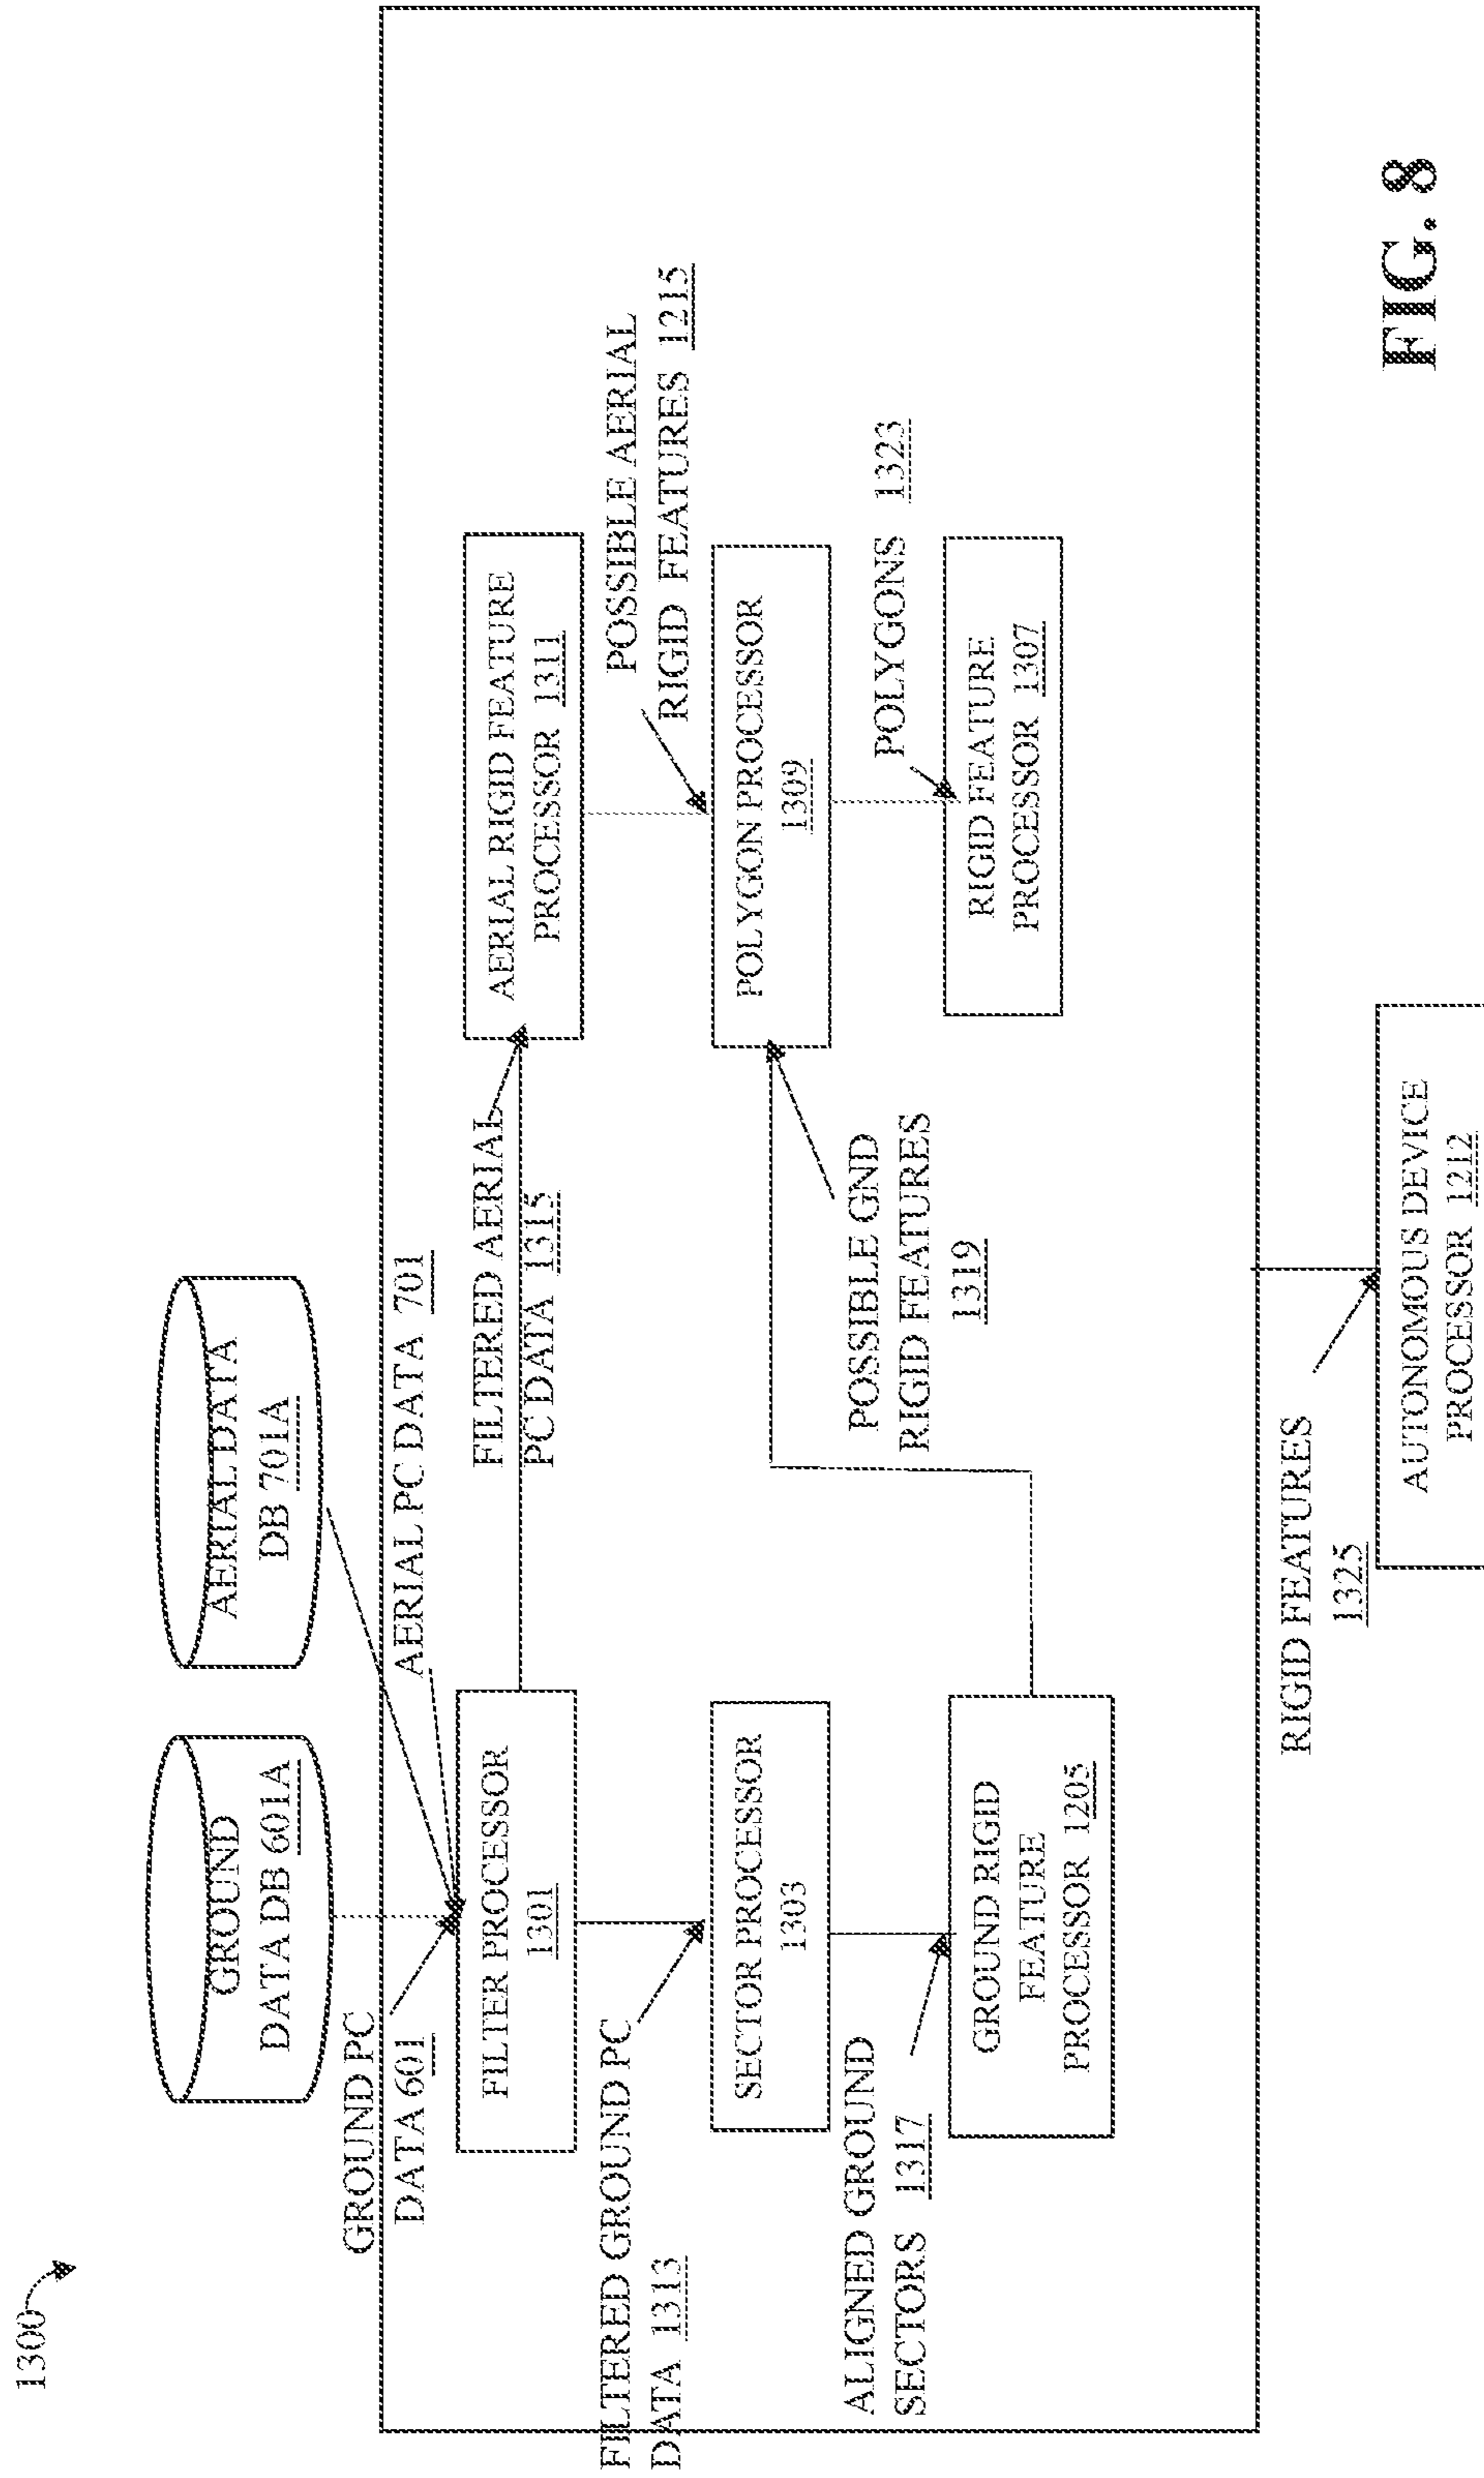 1300
GROUND
DATA DB 601A
AERIAL DATA
DB 701A
GROUND PC
DATA 601
AERIAL PC DATA 701
FILTER PROCESSOR
1301
FILTERED AERIAL
PC DATA 1315
AERIAL RIGID FEATURE
PROCESSOR 1311
FILTERED GROUND PC
DATA 1313
POSSIBLE AERIAL
RIGID FEATURES 1215
SECTOR PROCESSOR
1303
POLYGON PROCESSOR
1309
ALIGNED GROUND
SECTORS 1317
POSSIBLE GND
RIGID FEATURES
1319
POLYGONS 1323
GROUND RIGID
FEATURE
PROCESSOR 1205
RIGID FEATURE
PROCESSOR 1307
RIGID FEATURES
1325
AUTONOMOUS DEVICE
PROCESSOR 1212
FIG. 8